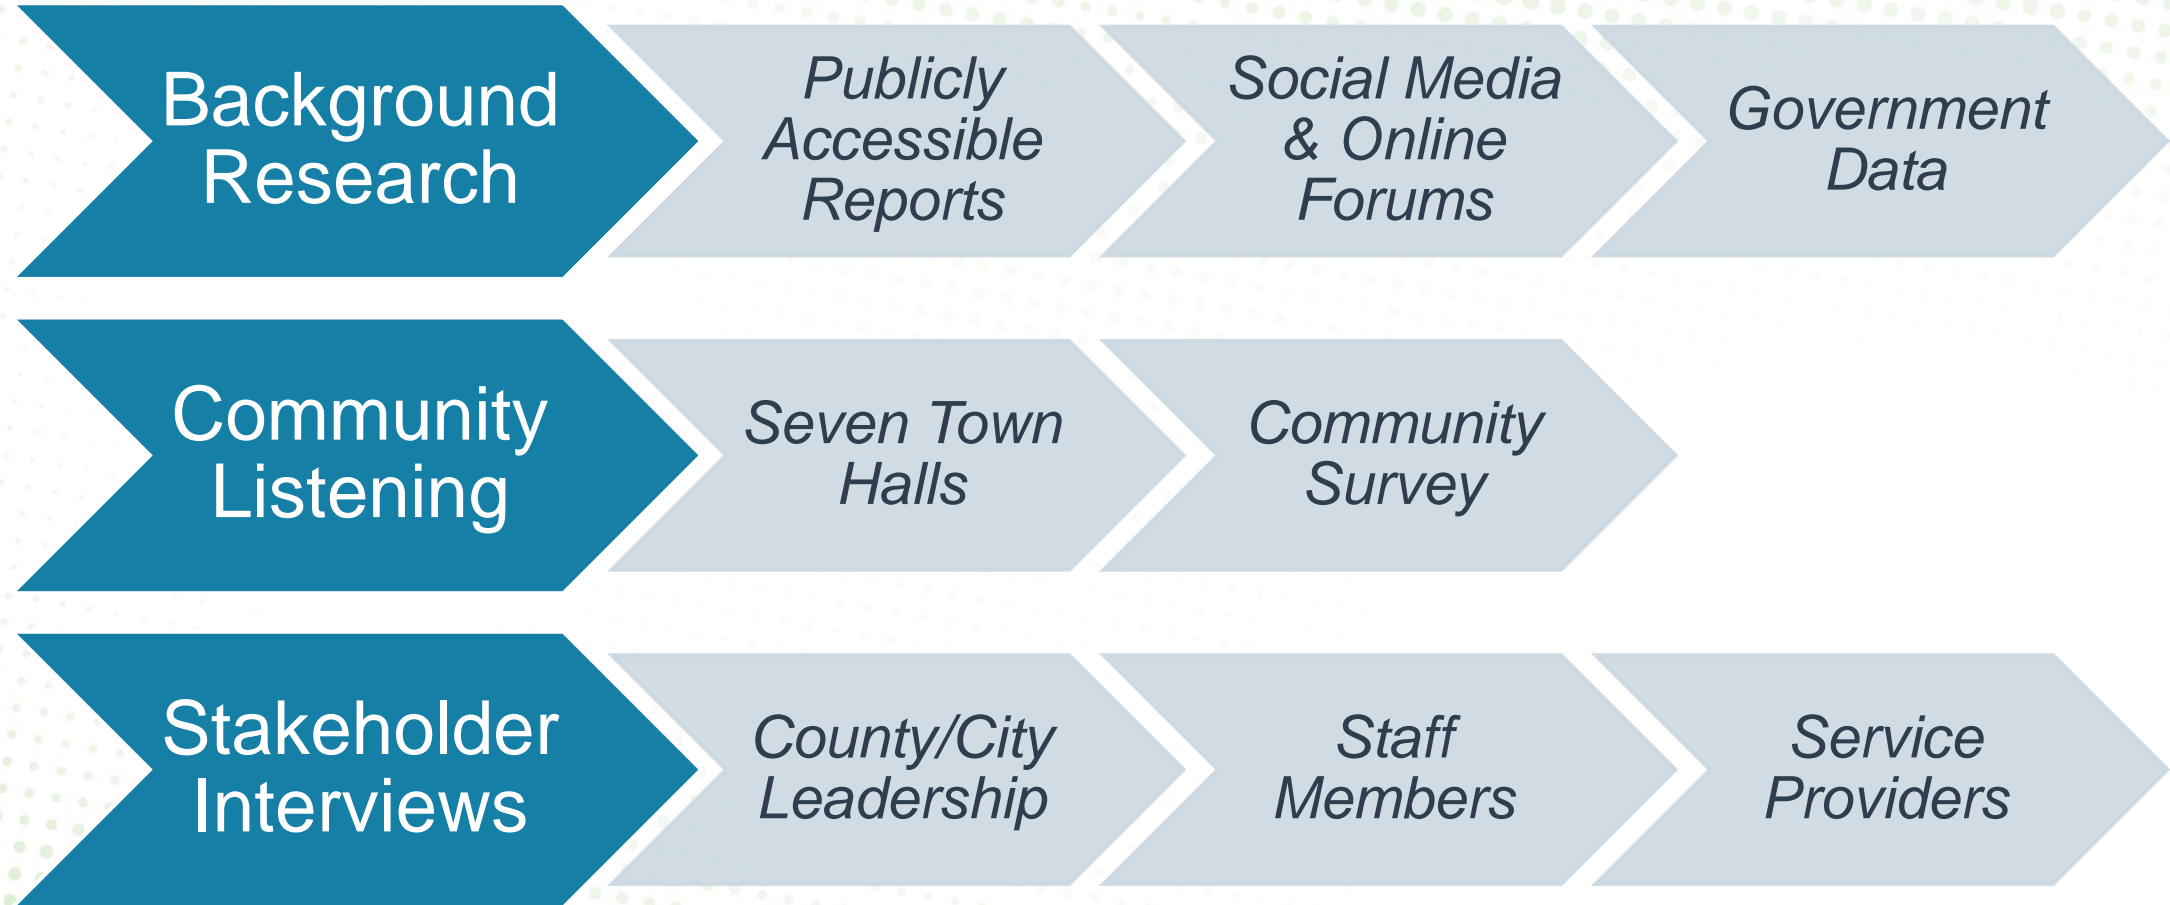 Background
Research
Publicly
Accessible
Reports
Social Media
& Online
Forums
Government
Data
Community
Listening
Seven Town
Halls
Community
Survey
Stakeholder
Interviews
County/City
Leadership
Staff
Members
Service
Providers